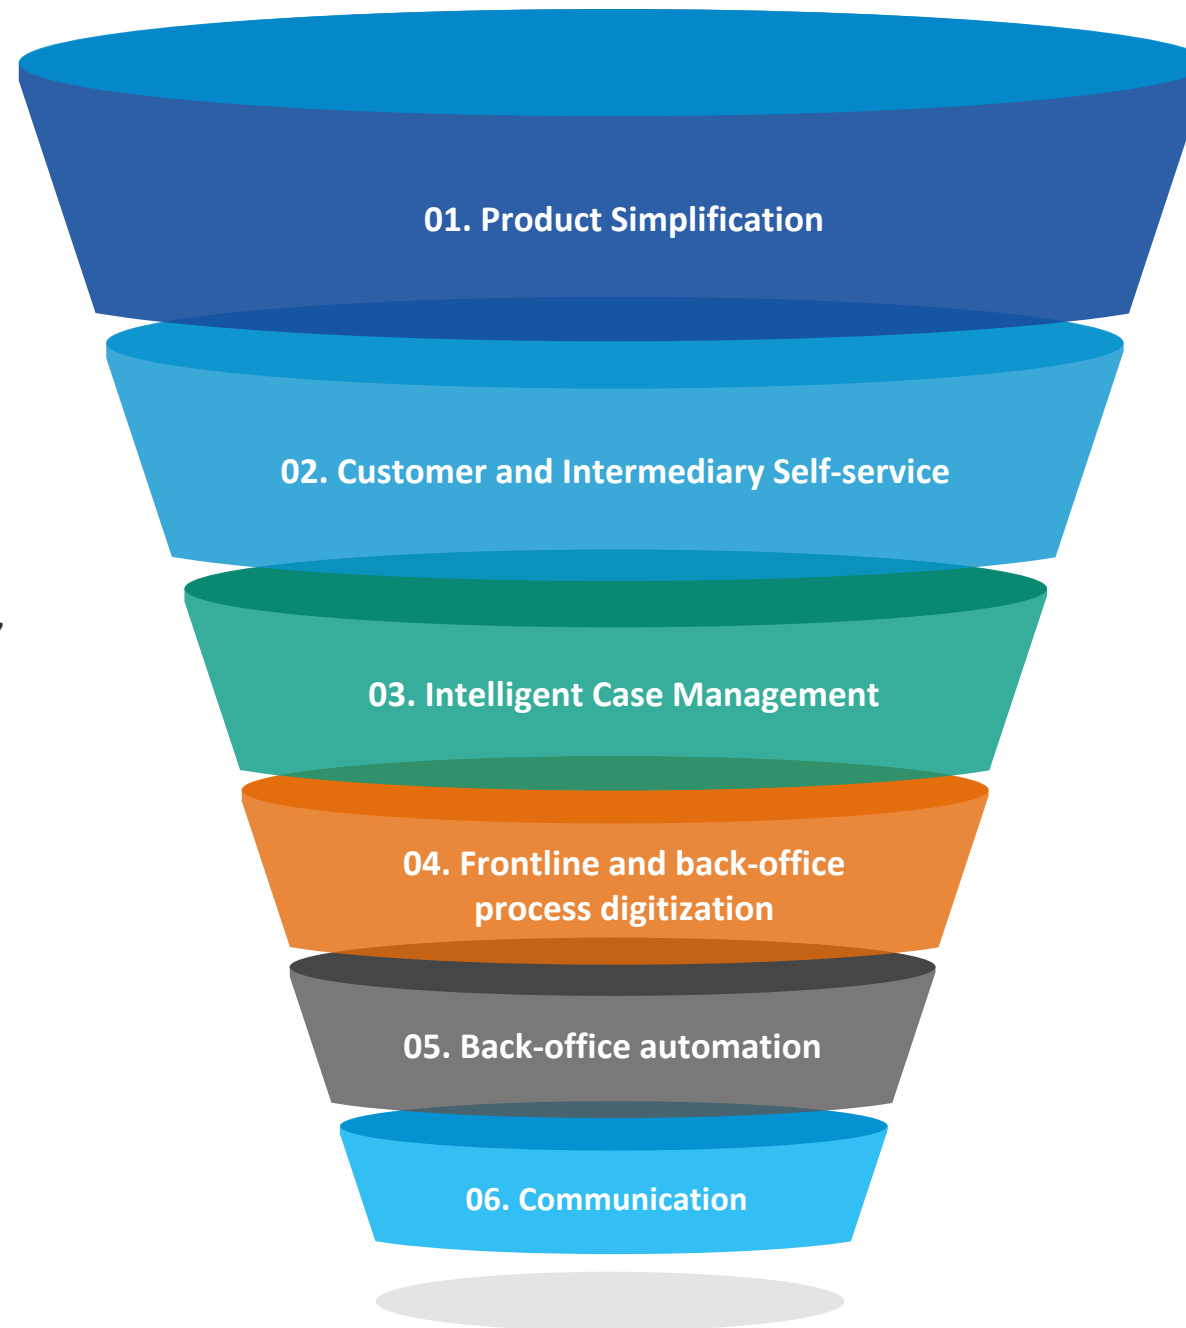 01. Product Simplification
02. Customer and Intermediary Self-service
,
03. Intelligent Case Management
04. Frontline and back-office
process digitization
05. Back-office automation
06. Communication